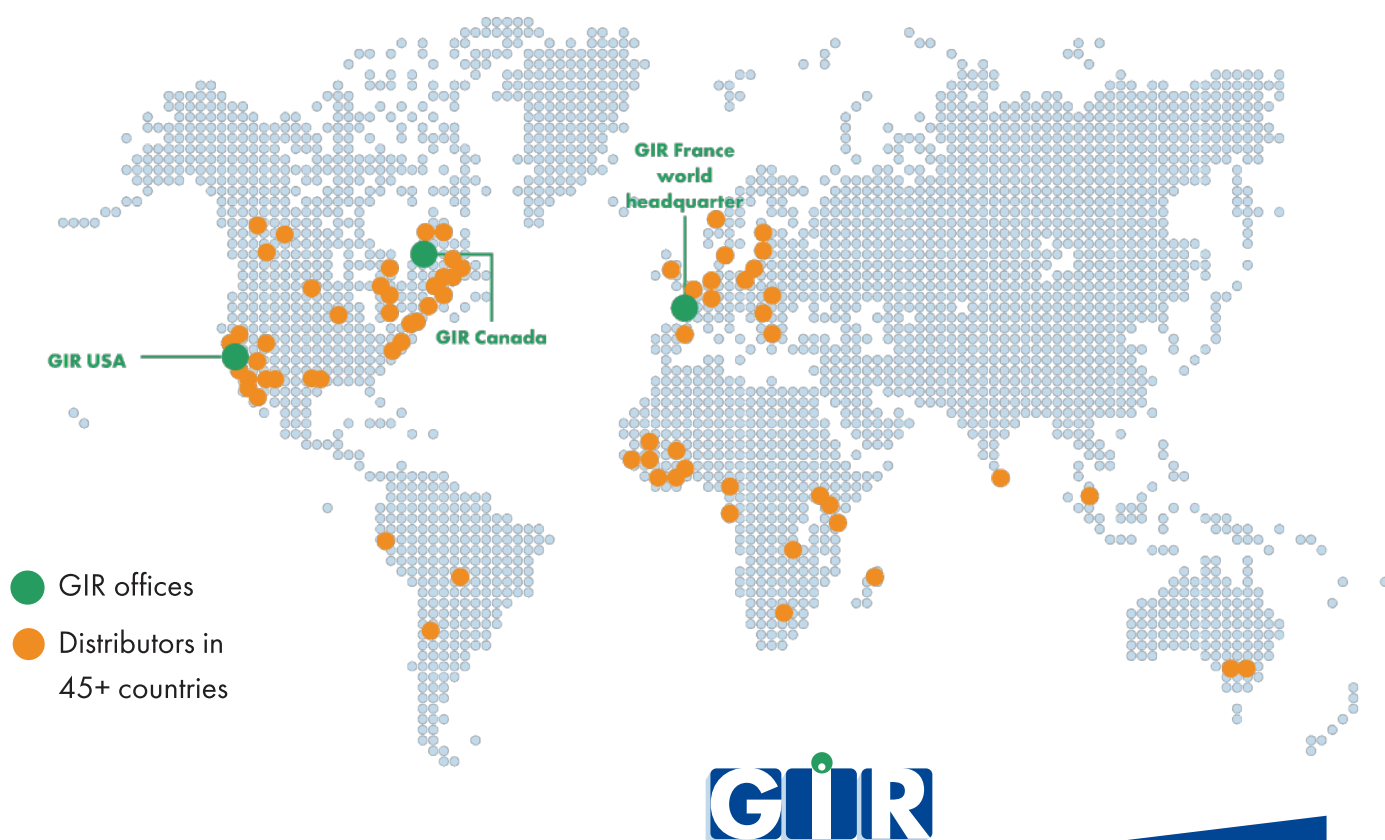 GIR France
world
headquarter
GIR Canada
GIR USA
GIR offices
Distributors in
45+ countries
GiR